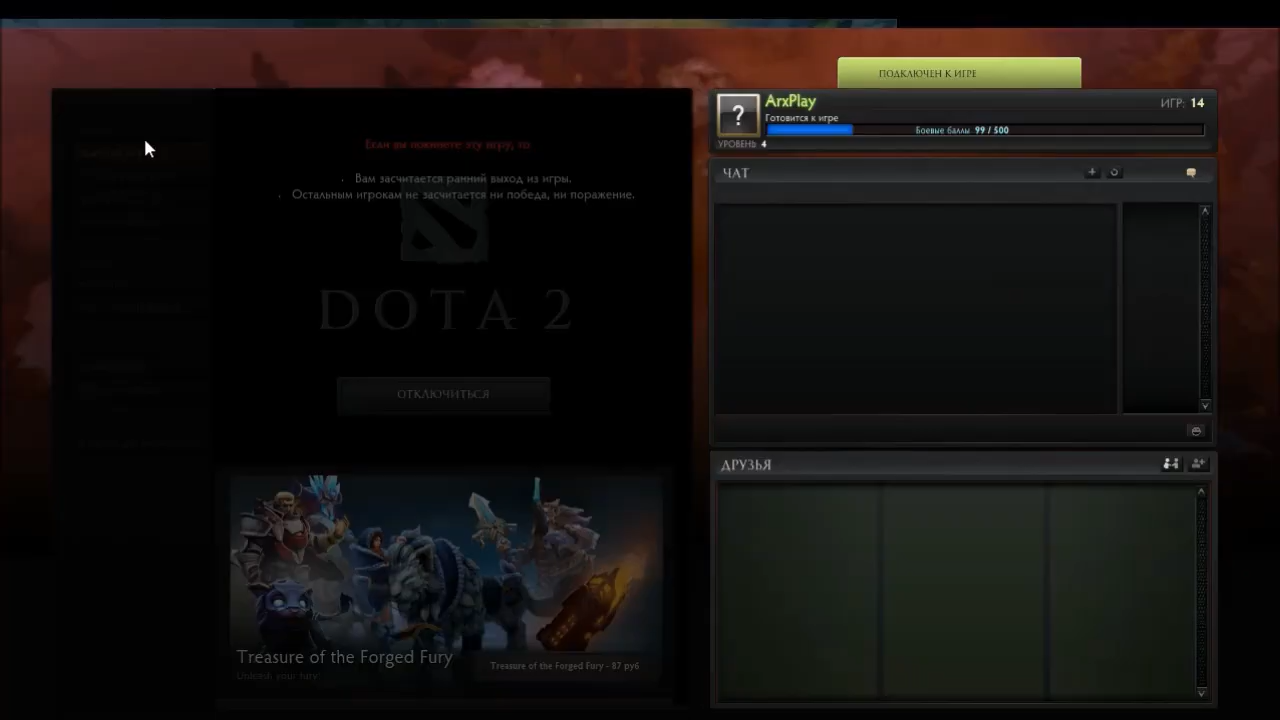 ПОДКЛЮЧЕН К ИГРЕ
ArxPlay
ИГР: 14
Готовится к игре
Боевые баллы 99 / 500
УРОВЕНЬ 4
ЧАТ
Если вы покинете эту игру, то
Вам засчитается ранний выход из игры.
Остальным игрокам не засчитается ни победа, ни поражение.
DOTA 2
ОТКЛЮЧИТЬСЯ
ДРУЗЬЯ
Treasure of the Forged Fury
Treasure of the Forged Fury - 87 руб
Unleash your fury!